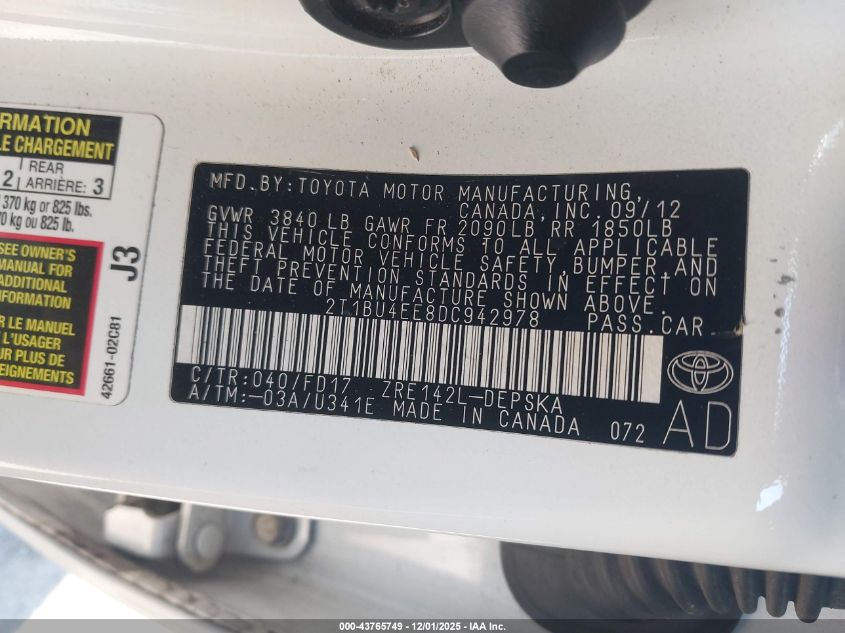 RMATION
LE CHARGEMENT
2 REAR ARRIÈRE: 3
370 kg or 825 lbs.
70 kg ou 825 lb.
SEE OWNER'S
MANUAL FOR
ADDITIONAL
INFORMATION
LE MANUEL
L'USAGER
UR PLUS DE
SEIGNEMENTS
J3
42661-02C81
MFD.BY:TOYOTA MOTOR MANUFACTURING,
CANADA,INC.09/12
GVWR 3840 LB GAWR FR 2090LB RR 1850LB
THIS VEHICLE CONFORMS TO ALL APPLICABLE
FEDERAL MOTOR VEHICLE SAFETY,BUMPER,AND
THEFT PREVENTION STANDARDS IN EFFECT ON
THE DATE OF MANUFACTURE SHOWN ABOVE.
2T1BU4EE8DC942978 PASS.CAR
C/TR:040/FD17 ZRE142L-DEPSKA
A/TM:-03A/U341E MADE IN CANADA 072 AD
000-43765749 - 12/01/2025 - IAA Inc.